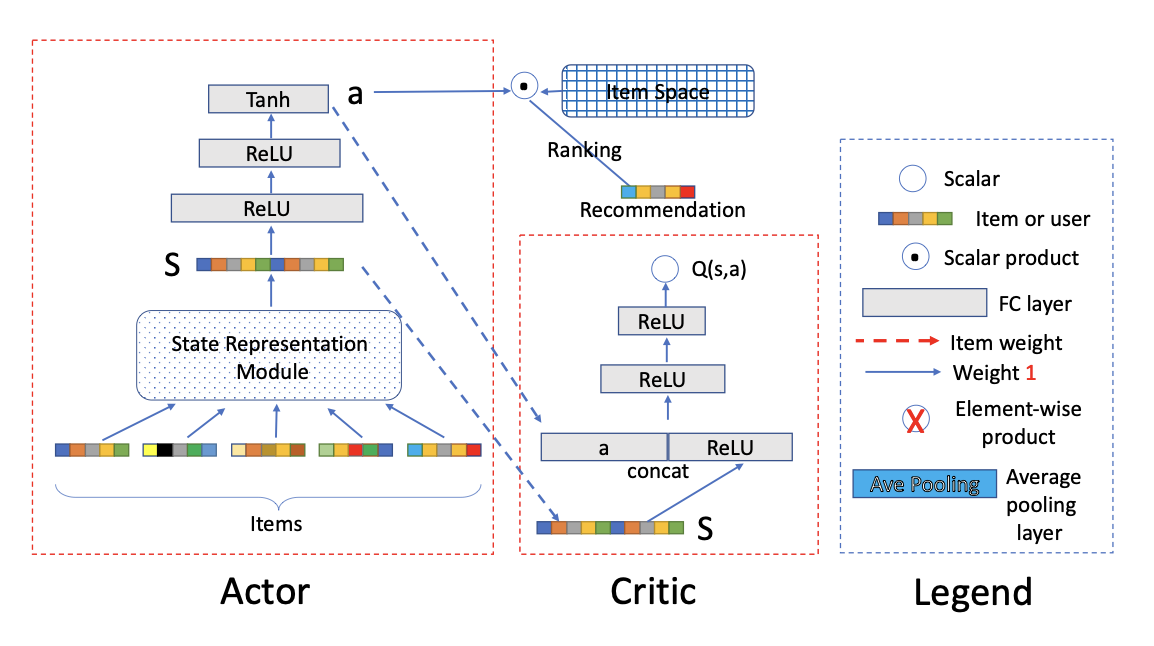 Tanh
a
ReLU
ReLU
S
State Representation
Module
Items
Actor
Item Space
Ranking
Recommendation
Q(s,a)
ReLU
ReLU
a
ReLU
concat
S
Critic
Scalar
Item or user
Scalar product
FC layer
Item weight
Weight 1
X
Element-wise
product
Ave Pooling
Average
pooling
layer
Legend